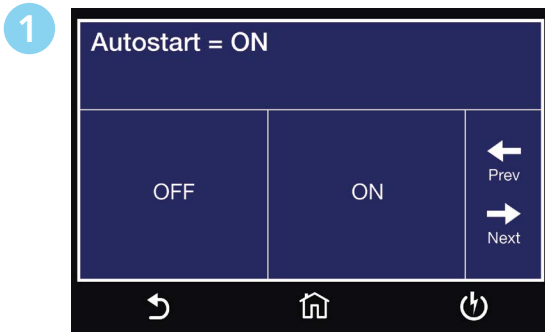 1
Autostart = ON
OFF
ON
Prev
Next